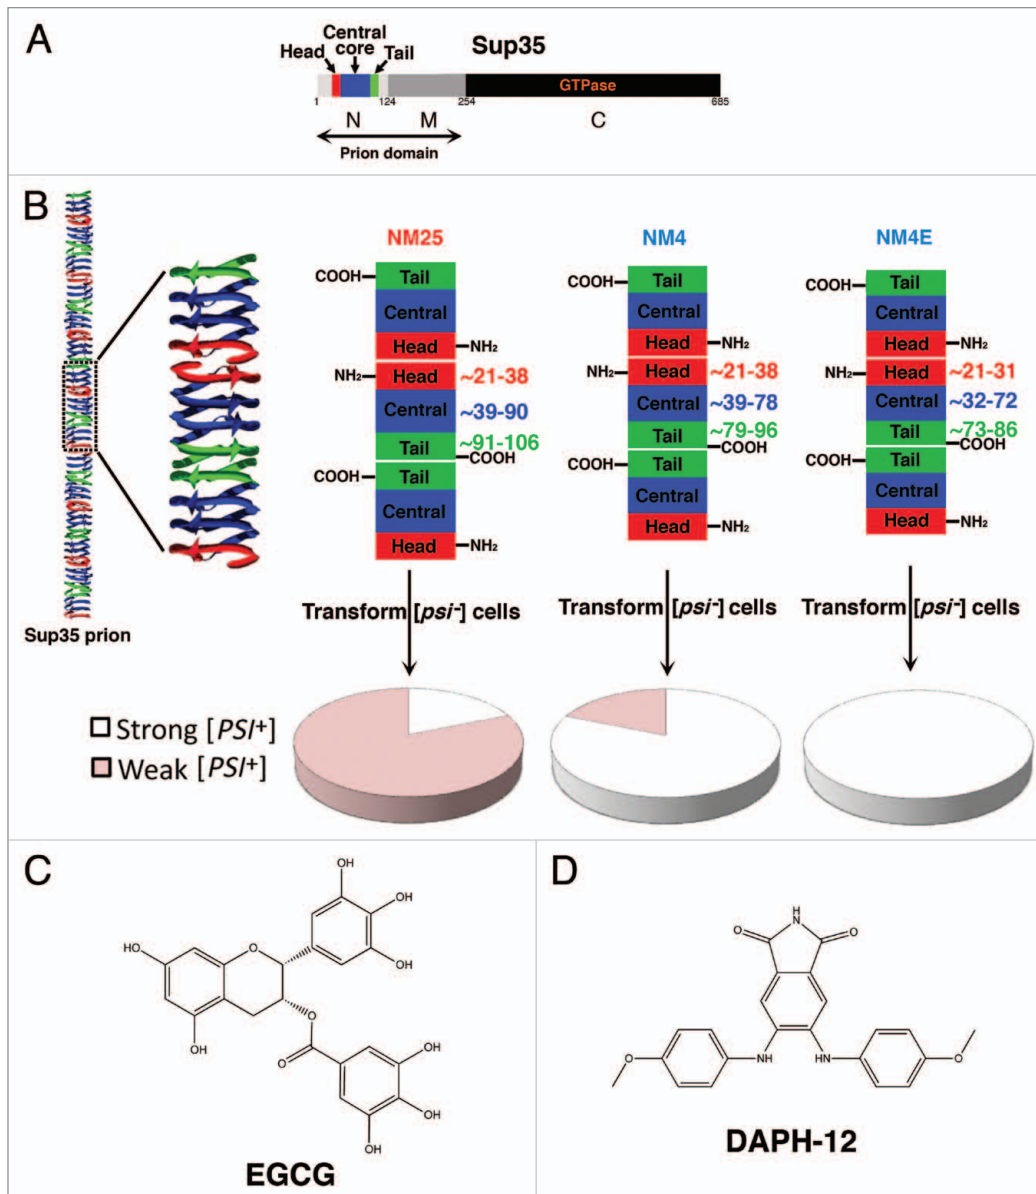 A
Sup35
Head
Central
core
Tail
GTPase
1
124
254
685
N
M
C
Prion domain
B
Sup35 prion
NM25
COOH
Tail
Central
Head
NH₂
NH₂
Head
~21-38
Central
~39-90
Tail
~91-106
COOH
COOH
Tail
Central
Head
NH₂
Transform [psi-] cells
NM4
COOH
Tail
Central
Head
NH₂
NH₂
Head
~21-38
Central
~39-78
Tail
~79-96
COOH
COOH
Tail
Central
Head
NH₂
Transform [psi-] cells
NM4E
COOH
Tail
Central
Head
NH₂
NH₂
Head
~21-31
Central
~32-72
Tail
~73-86
COOH
COOH
Tail
Central
Head
NH₂
Transform [psi-] cells
Strong [PSI+]
Weak [PSI+]
C
OH
OH
OH
HO
O
OH
O
O
OH
OH
OH
EGCG
D
H
N
O
O
NH
HN
O
O
DAPH-12